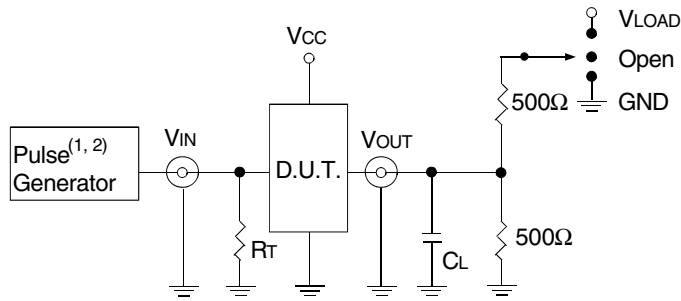 VLOAD
VCC
Open
500Ω
GND
Pulse(1, 2)
Generator
VIN
D.U.T.
VOUT
RT
CL
500Ω